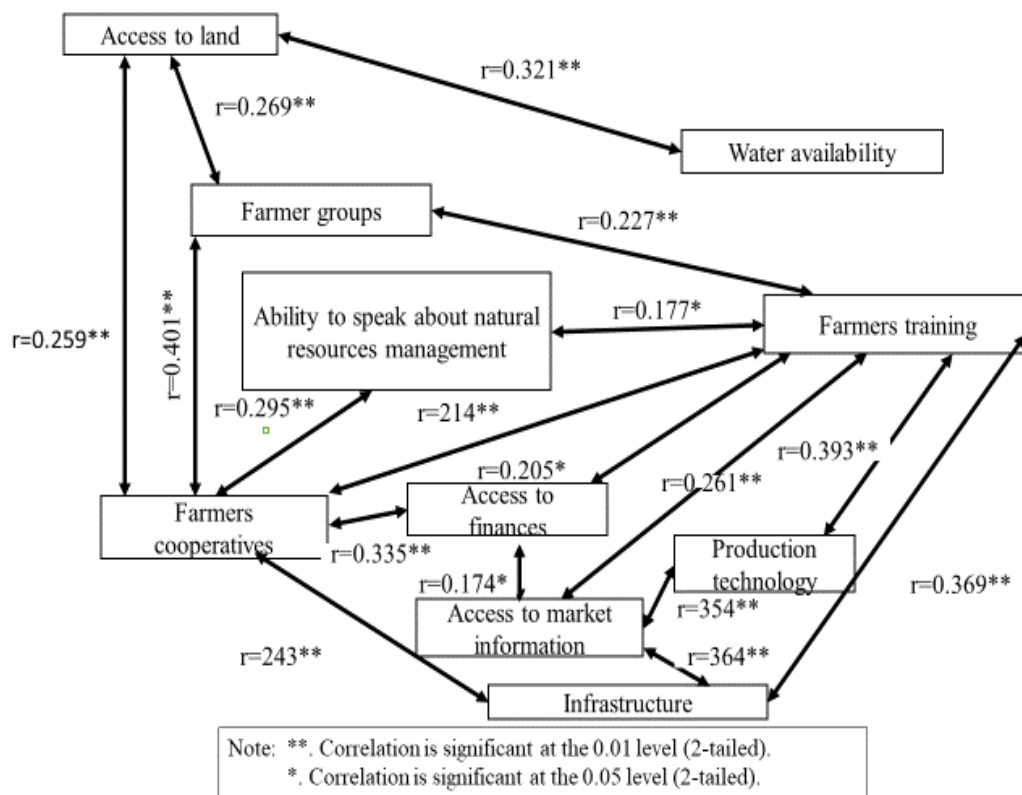 Access to land
r=0.321**
r=0.269**
Water availability
Farmer groups
r=0.227**
Ability to speak about natural
resources management
r=0.177*
Farmers training
r=0.259**
r=0.401**
r=0.295**
r=214**
r=0.393**
r=0.205*
r=0.261**
Access to
finances
Farmers
cooperatives
r=0.335**
Production
technology
r=0.174*
r=0.369**
Access to market
information
r=354**
r=243**
r=364**
Infrastructure
Note: **. Correlation is significant at the 0.01 level (2-tailed).
*. Correlation is significant at the 0.05 level (2-tailed).